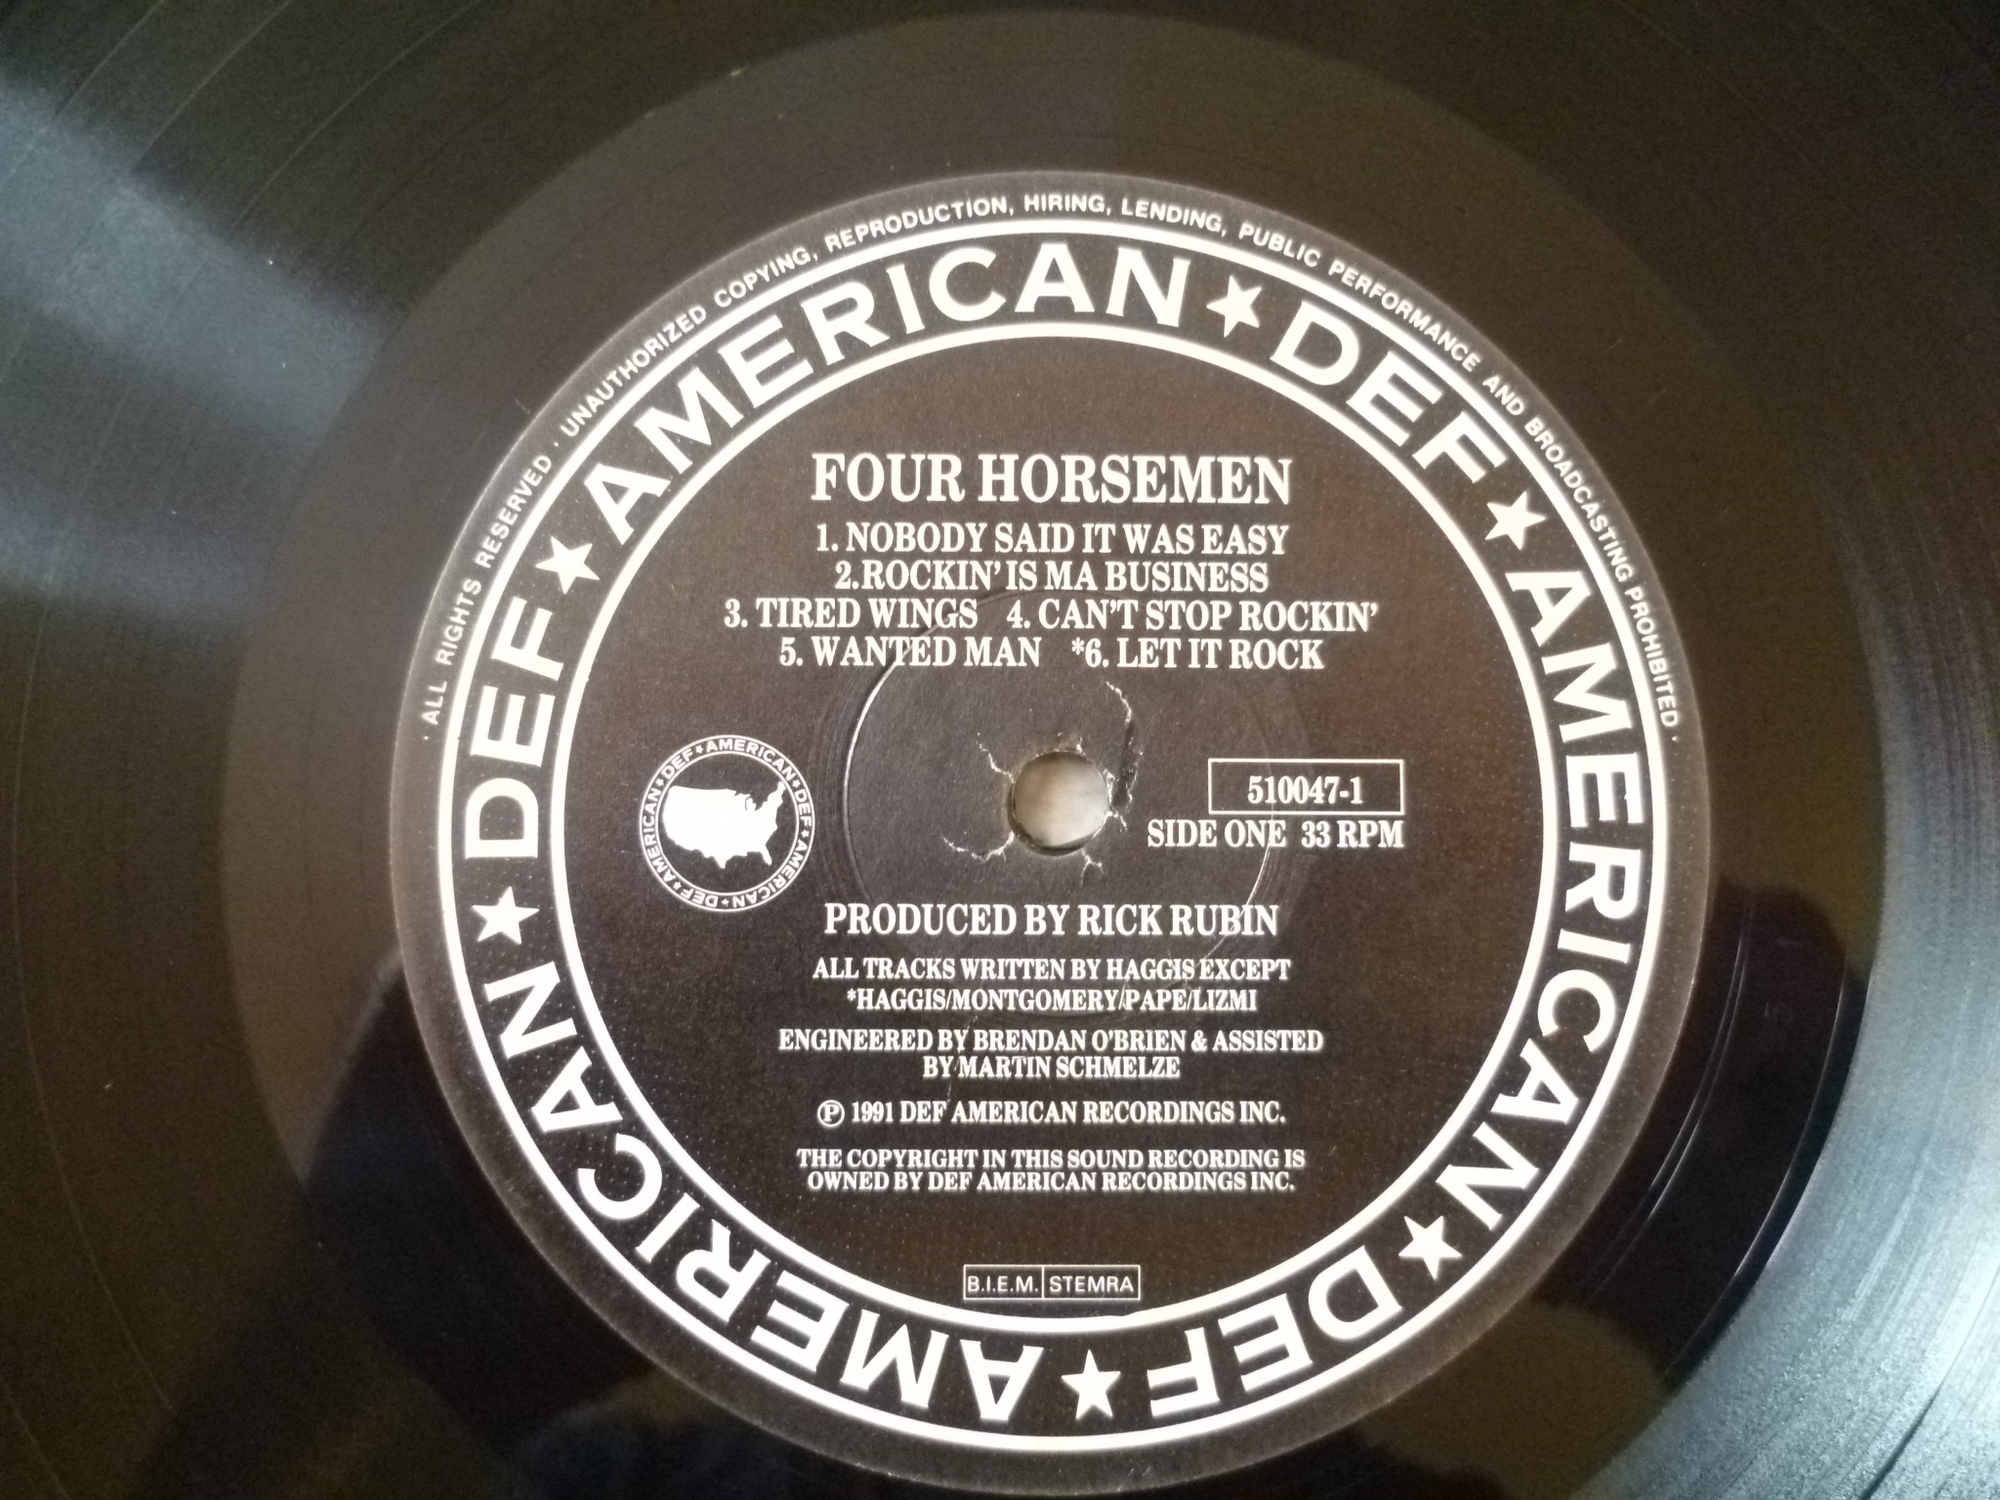 · ALL RIGHTS RESERVED · UNAUTHORIZED COPYING, REPRODUCTION, HIRING, LENDING, PUBLIC PERFORMANCE AND BROADCASTING PROHIBITED ·
DEF ★ AMERICAN ★ DEF ★ AMERICAN ★ DEF ★ AMERICAN ★ DEF ★ AMERICAN ★
FOUR HORSEMEN
1. NOBODY SAID IT WAS EASY
2.ROCKIN' IS MA BUSINESS
3. TIRED WINGS 4. CAN'T STOP ROCKIN'
5. WANTED MAN *6. LET IT ROCK
DEF ★ AMERICAN ★ DEF ★ AMERICAN ★ DEF ★ AMERICAN ★ DEF ★ AMERICAN ★
510047-1
SIDE ONE 33 RPM
PRODUCED BY RICK RUBIN
ALL TRACKS WRITTEN BY HAGGIS EXCEPT
*HAGGIS/MONTGOMERY/PAPE/LIZMI
ENGINEERED BY BRENDAN O'BRIEN & ASSISTED
BY MARTIN SCHMELZE
Ⓟ 1991 DEF AMERICAN RECORDINGS INC.
THE COPYRIGHT IN THIS SOUND RECORDING IS
OWNED BY DEF AMERICAN RECORDINGS INC.
B.I.E.M. STEMRA